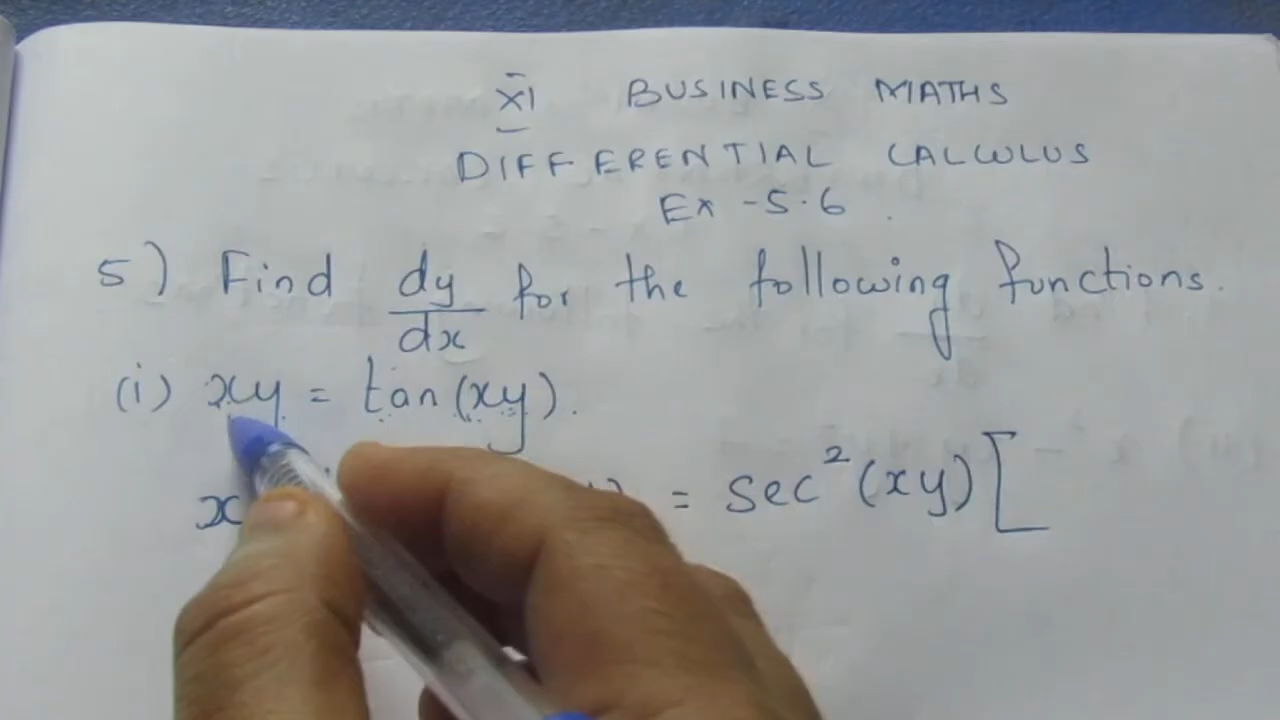 XI BUSINESS MATHS
DIFFERENTIAL CALCULUS
Ex - 5.6.
5) Find dy/dx for the following functions.
(i) xy = tan(xy).
x = sec²(xy)[